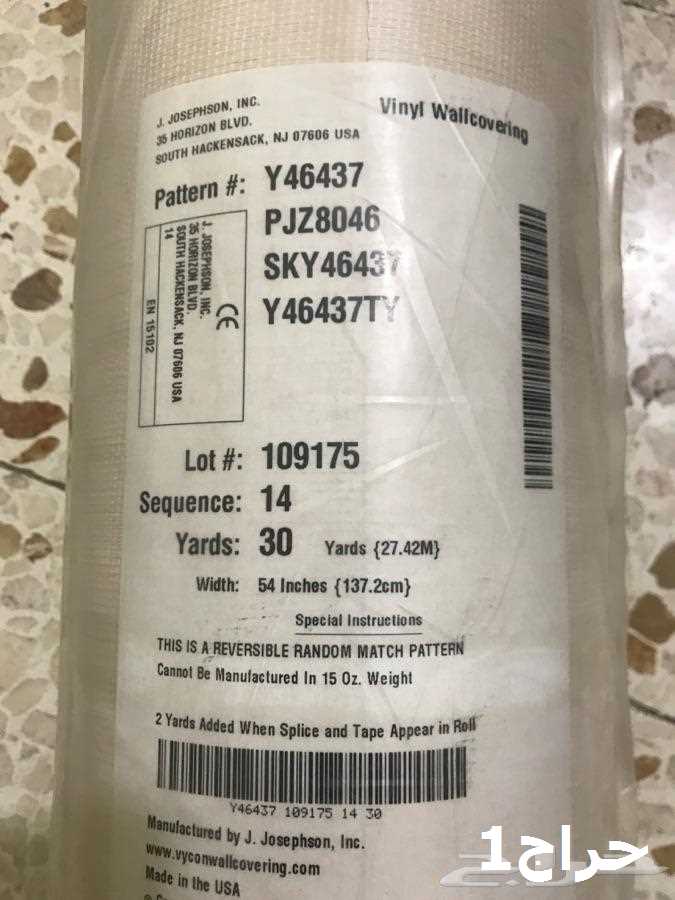 J. JOSEPHSON, INC.
35 HORIZON BLVD.
SOUTH HACKENSACK, NJ 07606 USA
Vinyl Wallcovering
Pattern #: Y46437
PJZ8046
SKY46437
Y46437TY
J. JOSEPHSON, INC.
35 HORIZON BLVD.
SOUTH HACKENSACK, NJ 07606 USA
14
CE
EN 15102
Lot #: 109175
Sequence: 14
Yards: 30 Yards {27.42M}
Width: 54 Inches {137.2cm}
Special Instructions
THIS IS A REVERSIBLE RANDOM MATCH PATTERN
Cannot Be Manufactured In 15 Oz. Weight
2 Yards Added When Splice and Tape Appear in Roll
Y46437 109175 14 30
Manufactured by J. Josephson, Inc.
www.vyconwallcovering.com
Made in the USA
حراج1